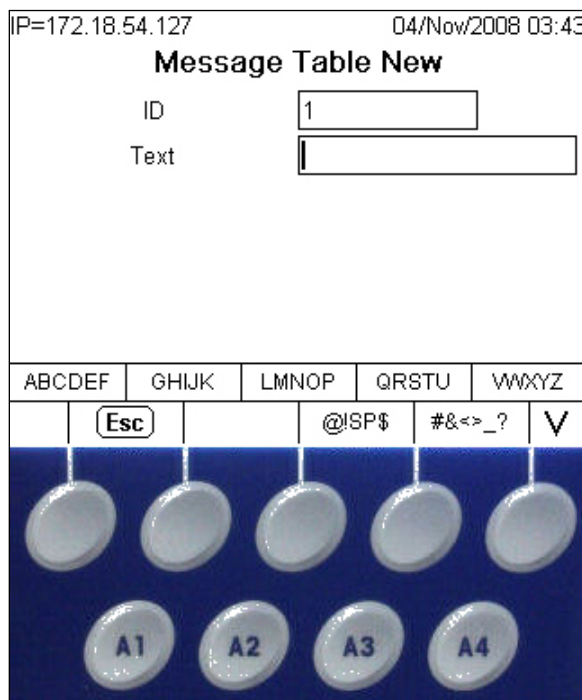 IP=172.18.54.127 04/Nov/2008 03:43
Message Table New
ID 1
Text
ABCDEF GHIJK LMNOP QRSTU VWXYZ
Esc @!SP$ #&<>_? V
A1 A2 A3 A4